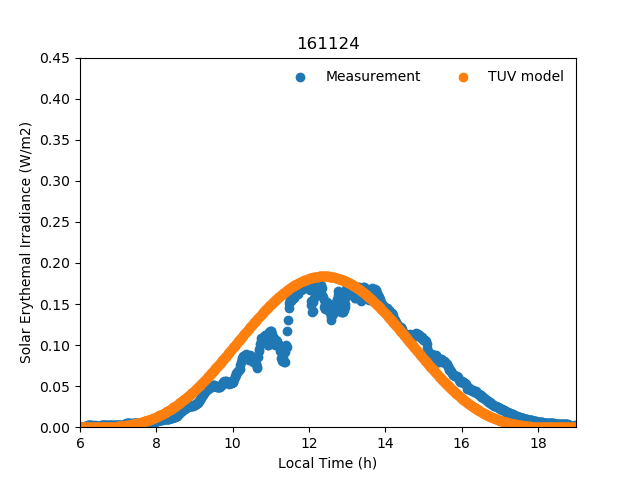 161124
Measurement
TUV model
Solar Erythemal Irradiance (W/m2)
0.45
0.40
0.35
0.30
0.25
0.20
0.15
0.10
0.05
0.00
6 8 10 12 14 16 18
Local Time (h)